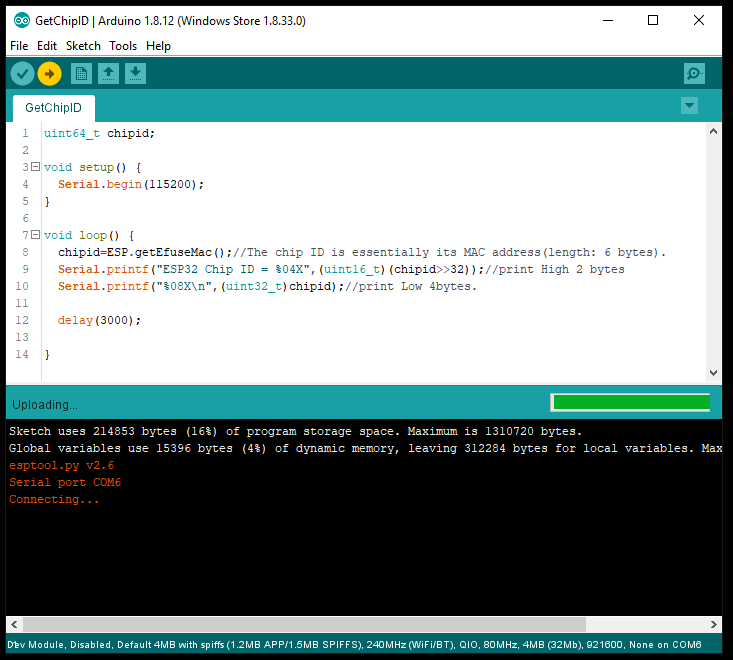 GetChipID | Arduino 1.8.12 (Windows Store 1.8.33.0)
File Edit Sketch Tools Help
GetChipID
1 uint64_t chipid;
2
3 void setup() {
4 Serial.begin(115200);
5 }
6
7 void loop() {
8 chipid=ESP.getEfuseMac();//The chip ID is essentially its MAC address(length: 6 bytes).
9 Serial.printf("ESP32 Chip ID = %04X",(uint16_t)(chipid>>32));//print High 2 bytes
10 Serial.printf("%08X\n",(uint32_t)chipid);//print Low 4bytes.
11
12 delay(3000);
13
14 }
Uploading...
Sketch uses 214853 bytes (16%) of program storage space. Maximum is 1310720 bytes.
Global variables use 15396 bytes (4%) of dynamic memory, leaving 312284 bytes for local variables. Max
esptool.py v2.6
Serial port COM6
Connecting...
Module, Disabled, Default 4MB with spiffs (1.2MB APP/1.5MB SPIFFS), 240MHz (WiFi/BT), QIO, 80MHz, 4MB (32Mb), 921600, None on COM6